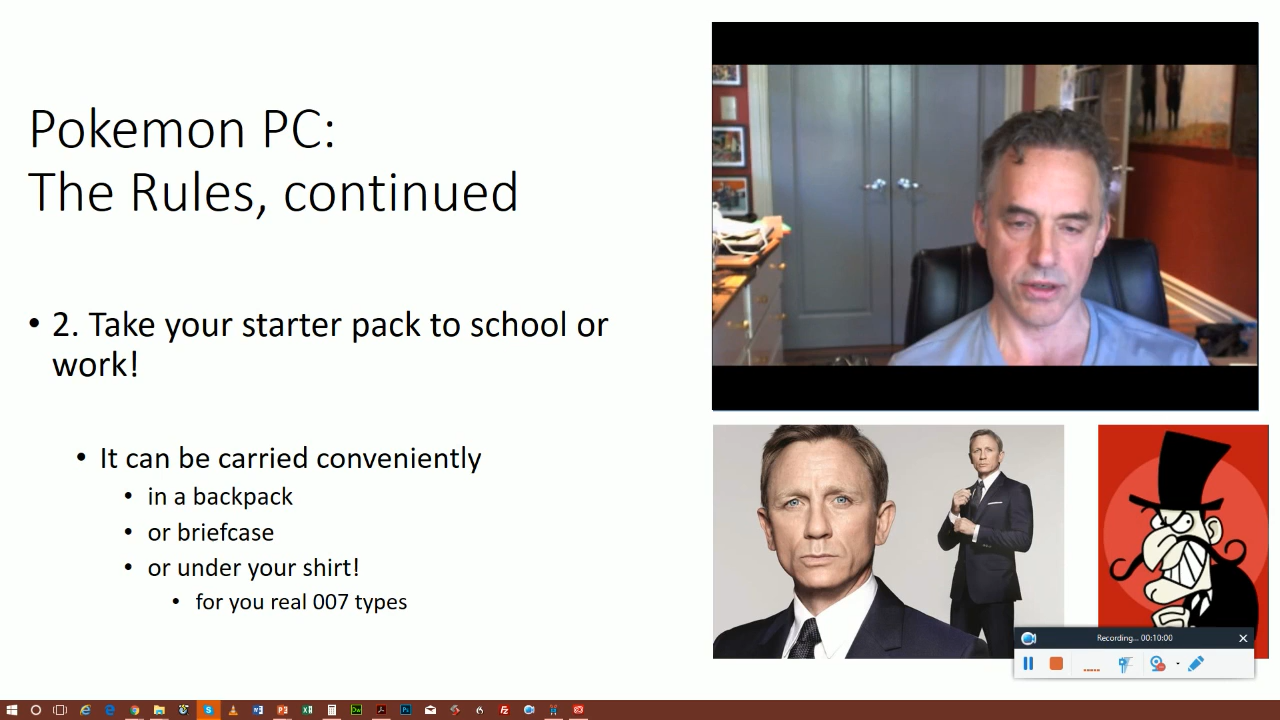 Pokemon PC:
The Rules, continued
• 2. Take your starter pack to school or
work!
• It can be carried conveniently
• in a backpack
• or briefcase
• or under your shirt!
• for you real 007 types
Recording... 00:10:00